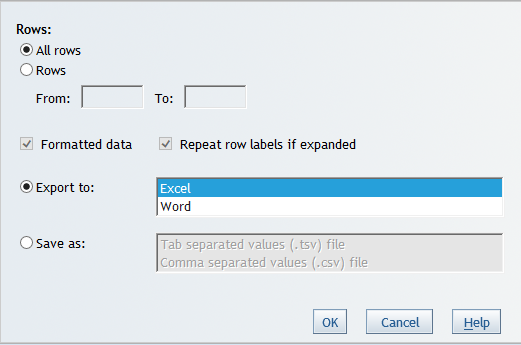 Rows:
All rows
Rows
From: To:
Formatted data Repeat row labels if expanded
Export to:
Excel
Word
Save as:
Tab separated values (.tsv) file
Comma separated values (.csv) file
OK Cancel Help